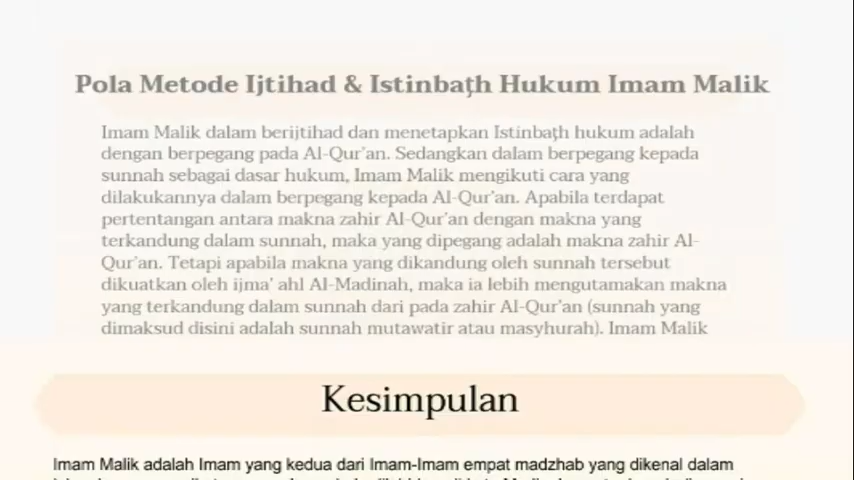 Pola Metode Ijtihad & Istinbaṭh Hukum Imam Malik
Imam Malik dalam berijtihad dan menetapkan Istinbaṭh hukum adalah
dengan berpegang pada Al-Qur'an. Sedangkan dalam berpegang kepada
sunnah sebagai dasar hukum, Imam Malik mengikuti cara yang
dilakukannya dalam berpegang kepada Al-Qur'an. Apabila terdapat
pertentangan antara makna zahir Al-Qur'an dengan makna yang
terkandung dalam sunnah, maka yang dipegang adalah makna zahir Al-
Qur'an. Tetapi apabila makna yang dikandung oleh sunnah tersebut
dikuatkan oleh ijma' ahl Al-Madinah, maka ia lebih mengutamakan makna
yang terkandung dalam sunnah dari pada zahir Al-Qur'an (sunnah yang
dimaksud disini adalah sunnah mutawatir atau masyhurah). Imam Malik
Kesimpulan
Imam Malik adalah Imam yang kedua dari Imam-Imam empat madzhab yang dikenal dalam